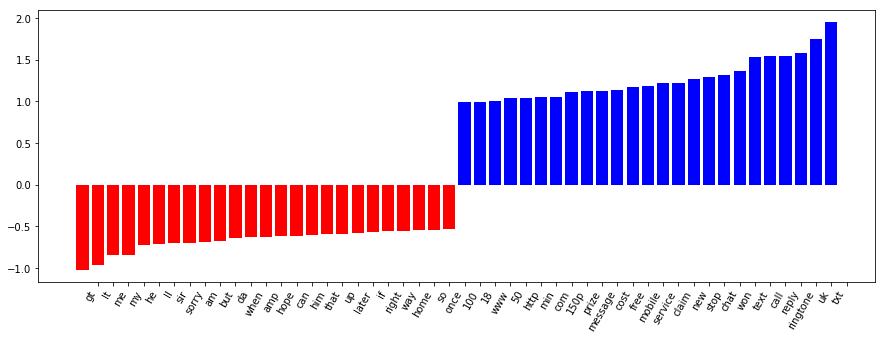 2.0
1.5
1.0
0.5
0.0
−0.5
−1.0
gt
lt
me
my
he
ll
sir
sorry
am
but
da
when
amp
hope
can
him
that
up
later
if
right
way
home
so
once
100
18
www
50
http
min
com
150p
prize
message
cost
free
mobile
service
claim
new
stop
chat
won
text
call
reply
ringtone
uk
txt